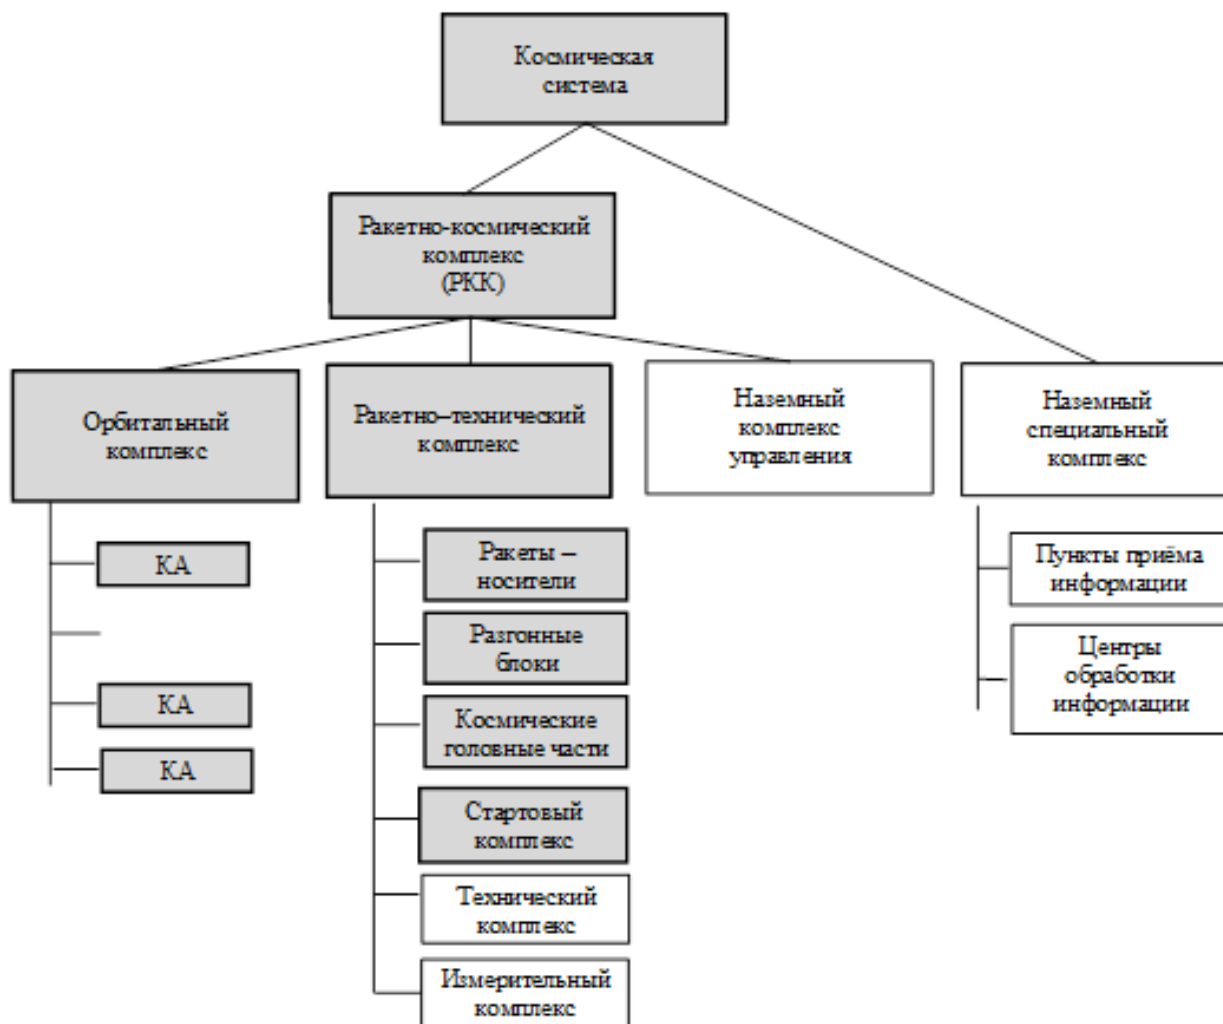 Космическая
система
Ракетно-космический
комплекс
(РКК)
Орбитальный
комплекс
Ракетно–технический
комплекс
Наземный
комплекс
управления
Наземный
специальный
комплекс
КА
КА
КА
Ракеты –
носители
Разгонные
блоки
Космические
головные части
Стартовый
комплекс
Технический
комплекс
Измерительный
комплекс
Пункты приёма
информации
Центры
обработки
информации